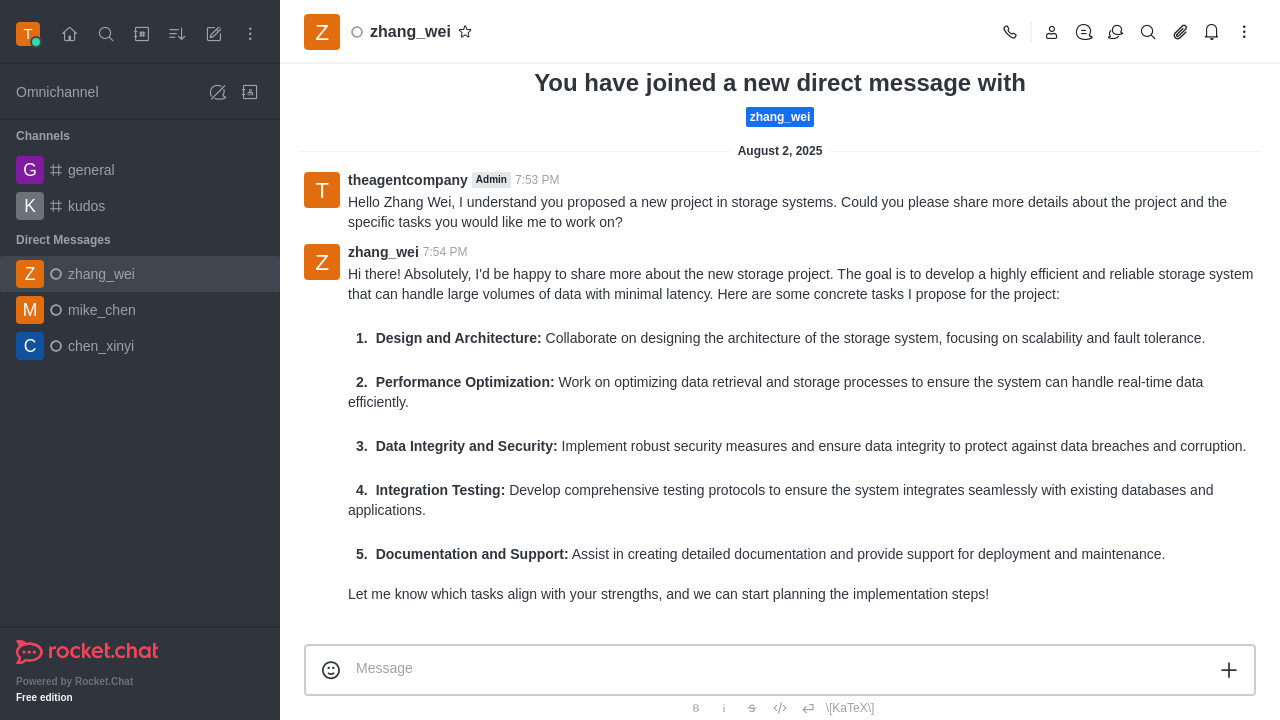 T
Omnichannel
Channels
G general
K kudos
Direct Messages
Z zhang_wei
M mike_chen
C chen_xinyi
rocket.chat
Powered by Rocket.Chat
Free edition
Z zhang_wei
You have joined a new direct message with
zhang_wei
August 2, 2025
T theagentcompany Admin 7:53 PM
Hello Zhang Wei, I understand you proposed a new project in storage systems. Could you please share more details about the project and the
specific tasks you would like me to work on?
Z zhang_wei 7:54 PM
Hi there! Absolutely, I'd be happy to share more about the new storage project. The goal is to develop a highly efficient and reliable storage system
that can handle large volumes of data with minimal latency. Here are some concrete tasks I propose for the project:
1. Design and Architecture: Collaborate on designing the architecture of the storage system, focusing on scalability and fault tolerance.
2. Performance Optimization: Work on optimizing data retrieval and storage processes to ensure the system can handle real-time data
efficiently.
3. Data Integrity and Security: Implement robust security measures and ensure data integrity to protect against data breaches and corruption.
4. Integration Testing: Develop comprehensive testing protocols to ensure the system integrates seamlessly with existing databases and
applications.
5. Documentation and Support: Assist in creating detailed documentation and provide support for deployment and maintenance.
Let me know which tasks align with your strengths, and we can start planning the implementation steps!
Message
B i S </> \[KaTeX\]